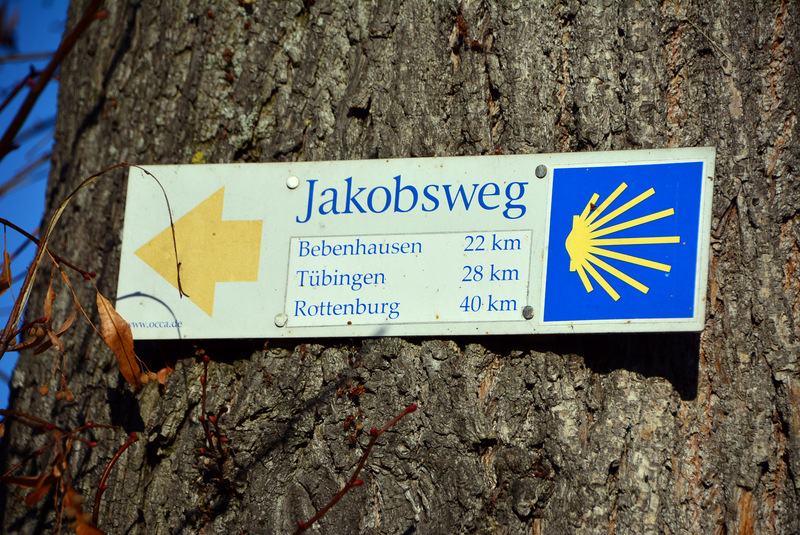 Jakobsweg
Bebenhausen 22 km
Tübingen 28 km
Rottenburg 40 km
www.occa.de